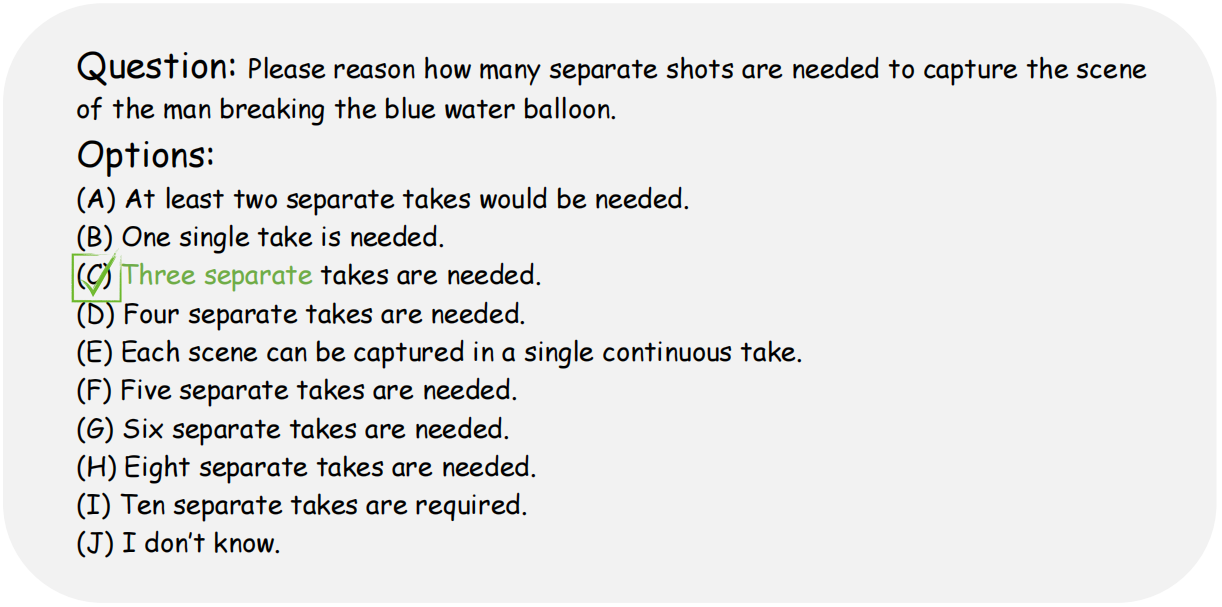 Question: Please reason how many separate shots are needed to capture the scene
of the man breaking the blue water balloon.
Options:
(A) At least two separate takes would be needed.
(B) One single take is needed.
(C) Three separate takes are needed.
(D) Four separate takes are needed.
(E) Each scene can be captured in a single continuous take.
(F) Five separate takes are needed.
(G) Six separate takes are needed.
(H) Eight separate takes are needed.
(I) Ten separate takes are required.
(J) I don't know.